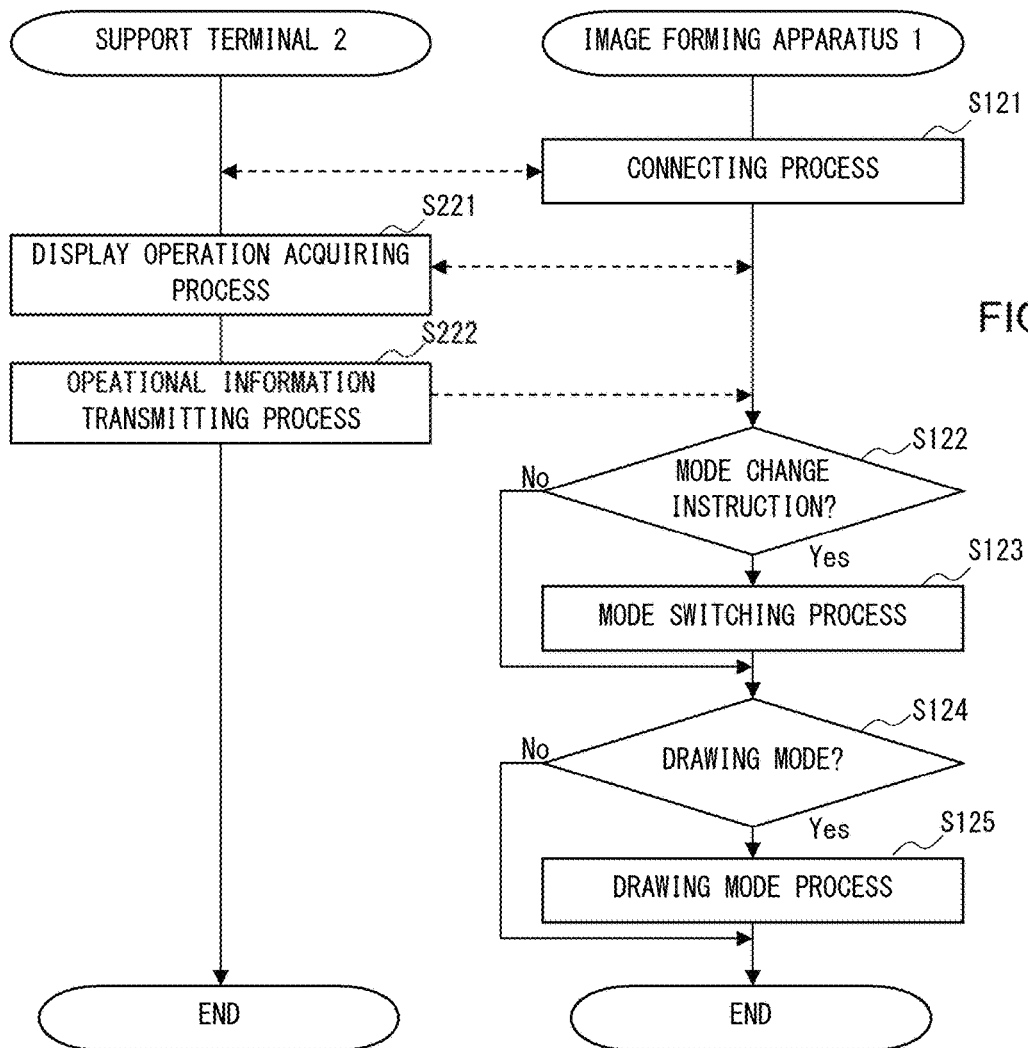 SUPPORT TERMINAL 2
IMAGE FORMING APPARATUS 1
S121
CONNECTING PROCESS
S221
DISPLAY OPERATION ACQUIRING
PROCESS
S222
OPEATIONAL INFORMATION
TRANSMITTING PROCESS
FIG
S122
MODE CHANGE
INSTRUCTION?
No
Yes
S123
MODE SWITCHING PROCESS
S124
DRAWING MODE?
No
Yes
S125
DRAWING MODE PROCESS
END
END